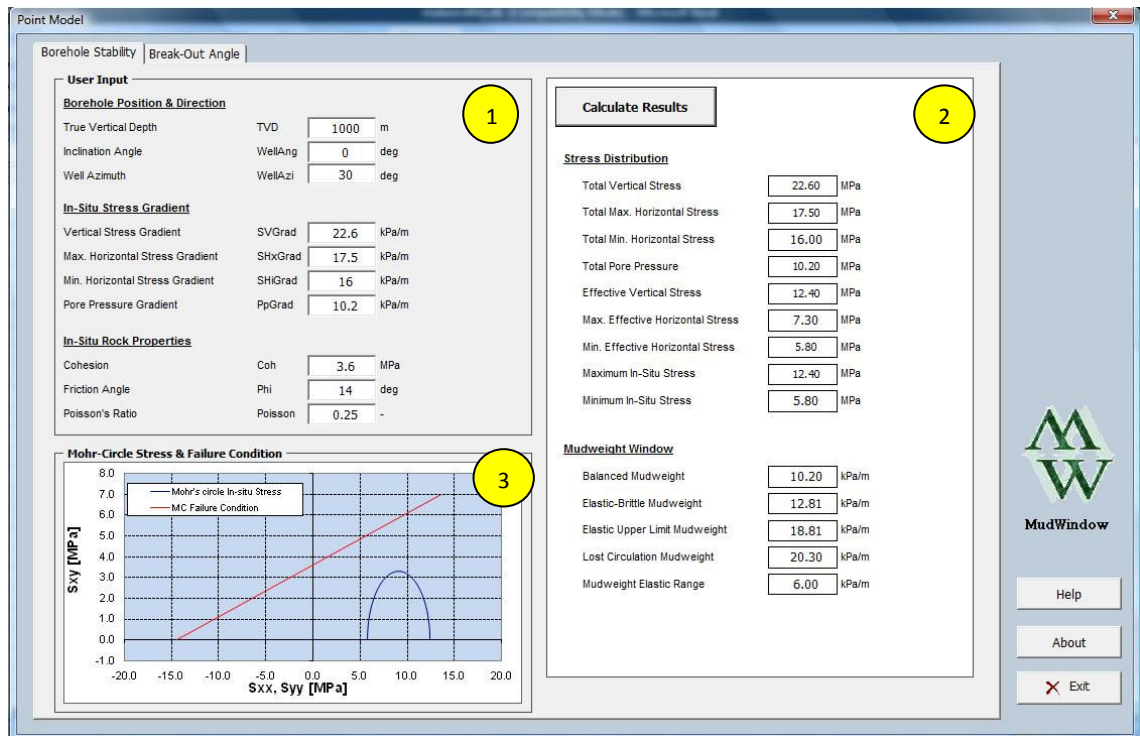 Point Model
Borehole Stability
Break-Out Angle
User Input
1
Borehole Position & Direction
True Vertical Depth TVD 1000 m
Inclination Angle WellAng 0 deg
Well Azimuth WellAzi 30 deg
In-Situ Stress Gradient
Vertical Stress Gradient SVGrad 22.6 kPa/m
Max. Horizontal Stress Gradient SHxGrad 17.5 kPa/m
Min. Horizontal Stress Gradient SHiGrad 16 kPa/m
Pore Pressure Gradient PpGrad 10.2 kPa/m
In-Situ Rock Properties
Cohesion Coh 3.6 MPa
Friction Angle Phi 14 deg
Poisson's Ratio Poisson 0.25 -
Calculate Results
2
Stress Distribution
Total Vertical Stress 22.60 MPa
Total Max. Horizontal Stress 17.50 MPa
Total Min. Horizontal Stress 16.00 MPa
Total Pore Pressure 10.20 MPa
Effective Vertical Stress 12.40 MPa
Max. Effective Horizontal Stress 7.30 MPa
Min. Effective Horizontal Stress 5.80 MPa
Maximum In-Situ Stress 12.40 MPa
Minimum In-Situ Stress 5.80 MPa
Mudweight Window
Balanced Mudweight 10.20 kPa/m
Elastic-Brittle Mudweight 12.81 kPa/m
Elastic Upper Limit Mudweight 18.81 kPa/m
Lost Circulation Mudweight 20.30 kPa/m
Mudweight Elastic Range 6.00 kPa/m
Mohr-Circle Stress & Failure Condition
3
Mohr's circle In-situ Stress
MC Failure Condition
Sxy [MPa]
8.0
7.0
6.0
5.0
4.0
3.0
2.0
1.0
0.0
-1.0
-20.0 -15.0 -10.0 -5.0 0.0 5.0 10.0 15.0 20.0
Sxx, Syy [MPa]
MW
MudWindow
Help
About
Exit